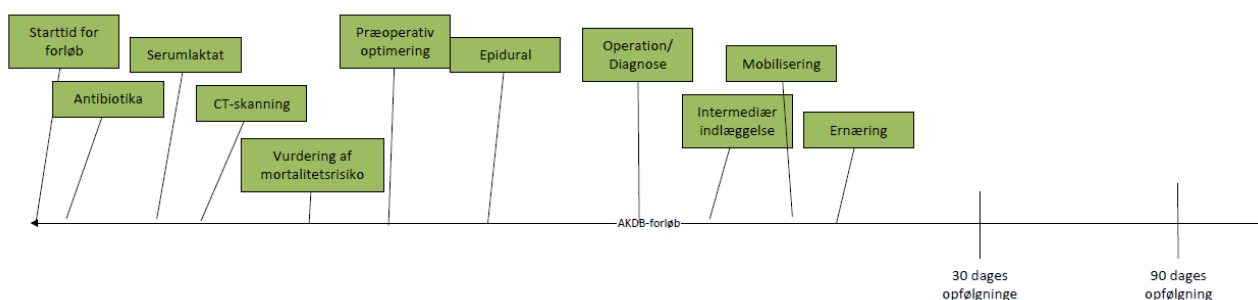 Starttid for
forløb
Antibiotika
Serumlaktat
CT-skanning
Vurdering af
mortalitetsrisiko
Præoperativ
optimering
Epidural
Operation/
Diagnose
Intermediær
indlæggelse
Mobilisering
Ernæring
AKDB-forløb
30 dages
opfølgninge
90 dages
opfølgning